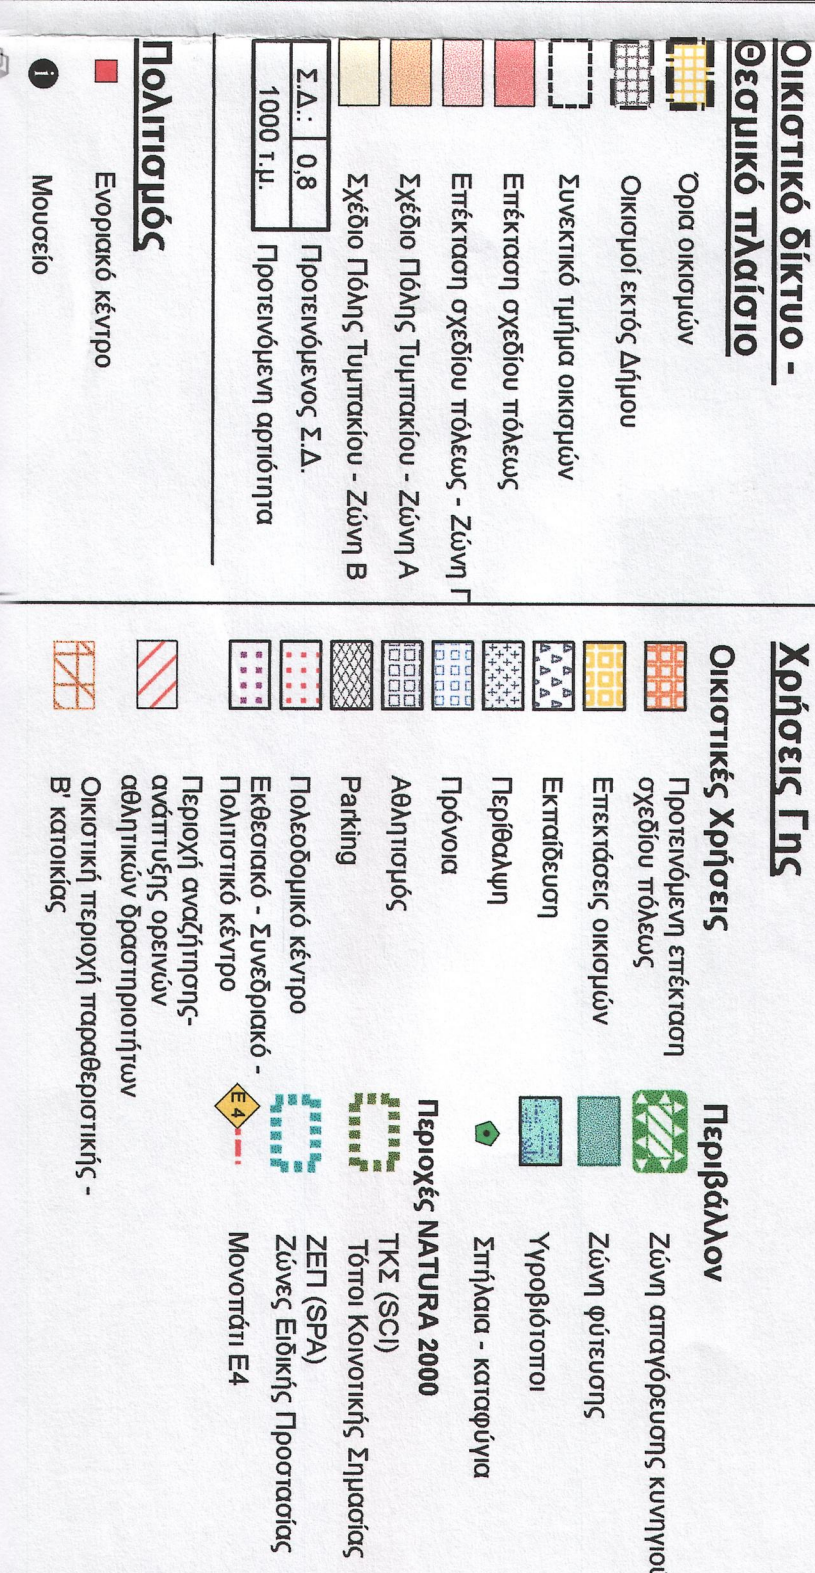 Οικιστικό δίκτυο -
Θεσμικό πλαίσιο
Όρια οικισμών
Οικισμοί εκτός Δήμου
Συνεκτικό τμήμα οικισμών
Επέκταση σχεδίου πόλεως
Επέκταση σχεδίου πόλεως - Ζώνη Γ
Σχέδιο Πόλης Τυμπακίου - Ζώνη Α
Σχέδιο Πόλης Τυμπακίου - Ζώνη Β
Σ.Δ.: 0,8 Προτεινόμενος Σ.Δ.
1000 τ.μ. Προτεινόμενη αρτιότητα
Πολιτισμός
Ενοριακό κέντρο
i Μουσείο
Χρήσεις Γης
Οικιστικές Χρήσεις
Προτεινόμενη επέκταση
σχεδίου πόλεως
Επεκτάσεις οικισμών
Εκπαίδευση
Περίθαλψη
Πρόνοια
Αθλητισμός
Parking
Πολεοδομικό κέντρο
Εκθεσιακό - Συνεδριακό -
Πολιτιστικό κέντρο
Περιοχή αναζήτησης-
ανάπτυξης ορεινών
αθλητικών δραστηριοτήτων
Οικιστική περιοχή παραθεριστικής -
Β' κατοικίας
Περιβάλλον
Ζώνη απαγόρευσης κυνηγιού
Ζώνη φύτευσης
Υγροβιότοποι
Σπήλαια - καταφύγια
Περιοχές NATURA 2000
ΤΚΣ (SCI)
Τόποι Κοινοτικής Σημασίας
ΖΕΠ (SPA)
Ζώνες Ειδικής Προστασίας
E4 Μονοπάτι Ε4